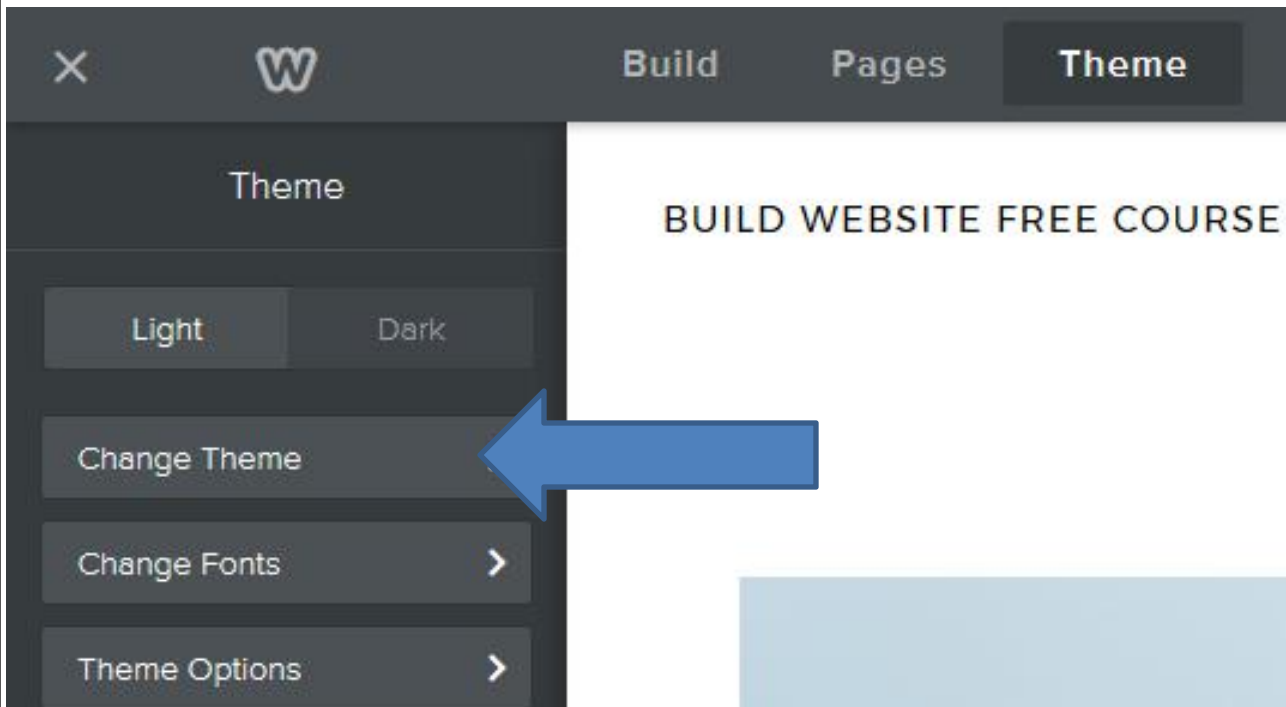 Build Pages Theme
Theme
BUILD WEBSITE FREE COURSE
Light Dark
Change Theme
Change Fonts
Theme Options